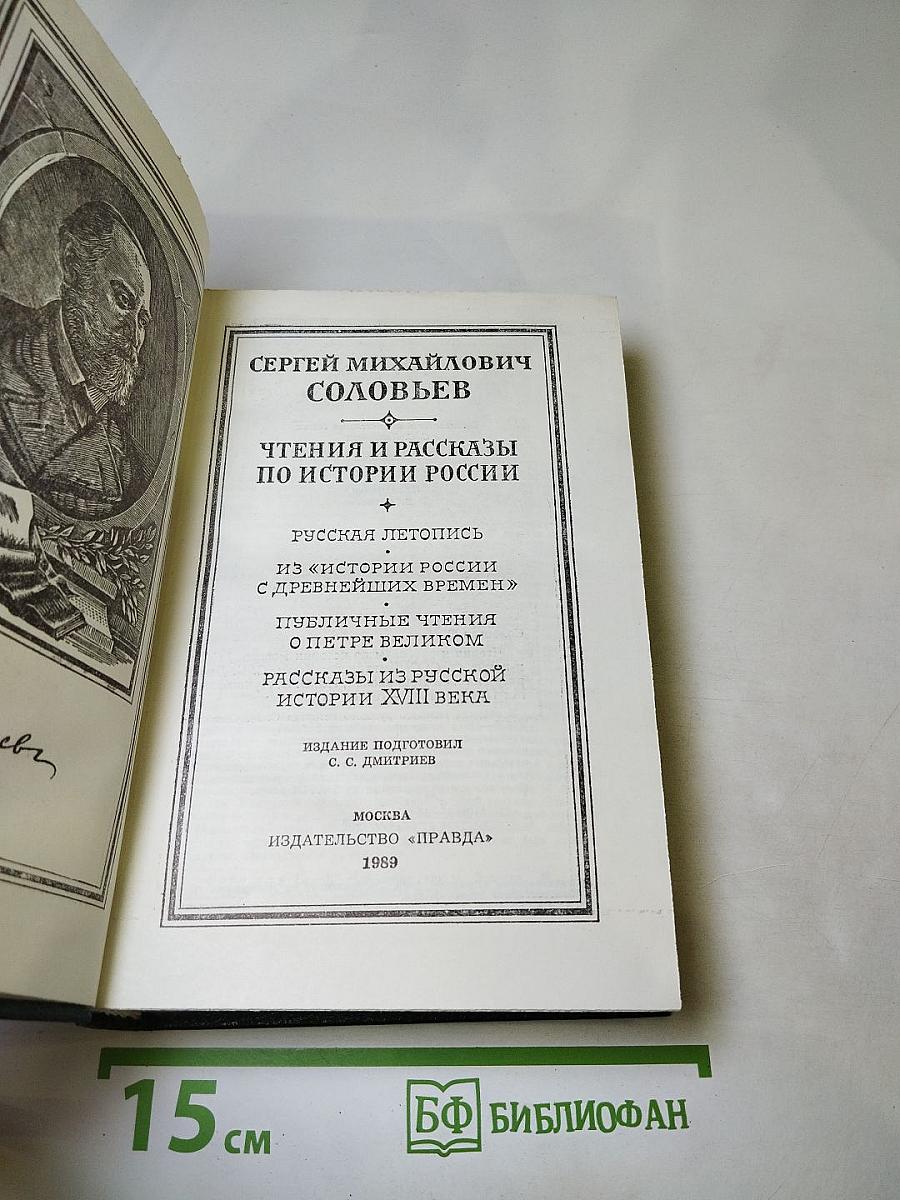 СЕРГЕЙ МИХАЙЛОВИЧ
СОЛОВЬЕВ
ЧТЕНИЯ И РАССКАЗЫ
ПО ИСТОРИИ РОССИИ
РУССКАЯ ЛЕТОПИСЬ
ИЗ «ИСТОРИИ РОССИИ
С ДРЕВНЕЙШИХ ВРЕМЕН»
ПУБЛИЧНЫЕ ЧТЕНИЯ
О ПЕТРЕ ВЕЛИКОМ
РАССКАЗЫ ИЗ РУССКОЙ
ИСТОРИИ XVIII ВЕКА
ИЗДАНИЕ ПОДГОТОВИЛ
С. С. ДМИТРИЕВ
МОСКВА
ИЗДАТЕЛЬСТВО «ПРАВДА»
1989
15 см
БФ БИБЛИОФАН